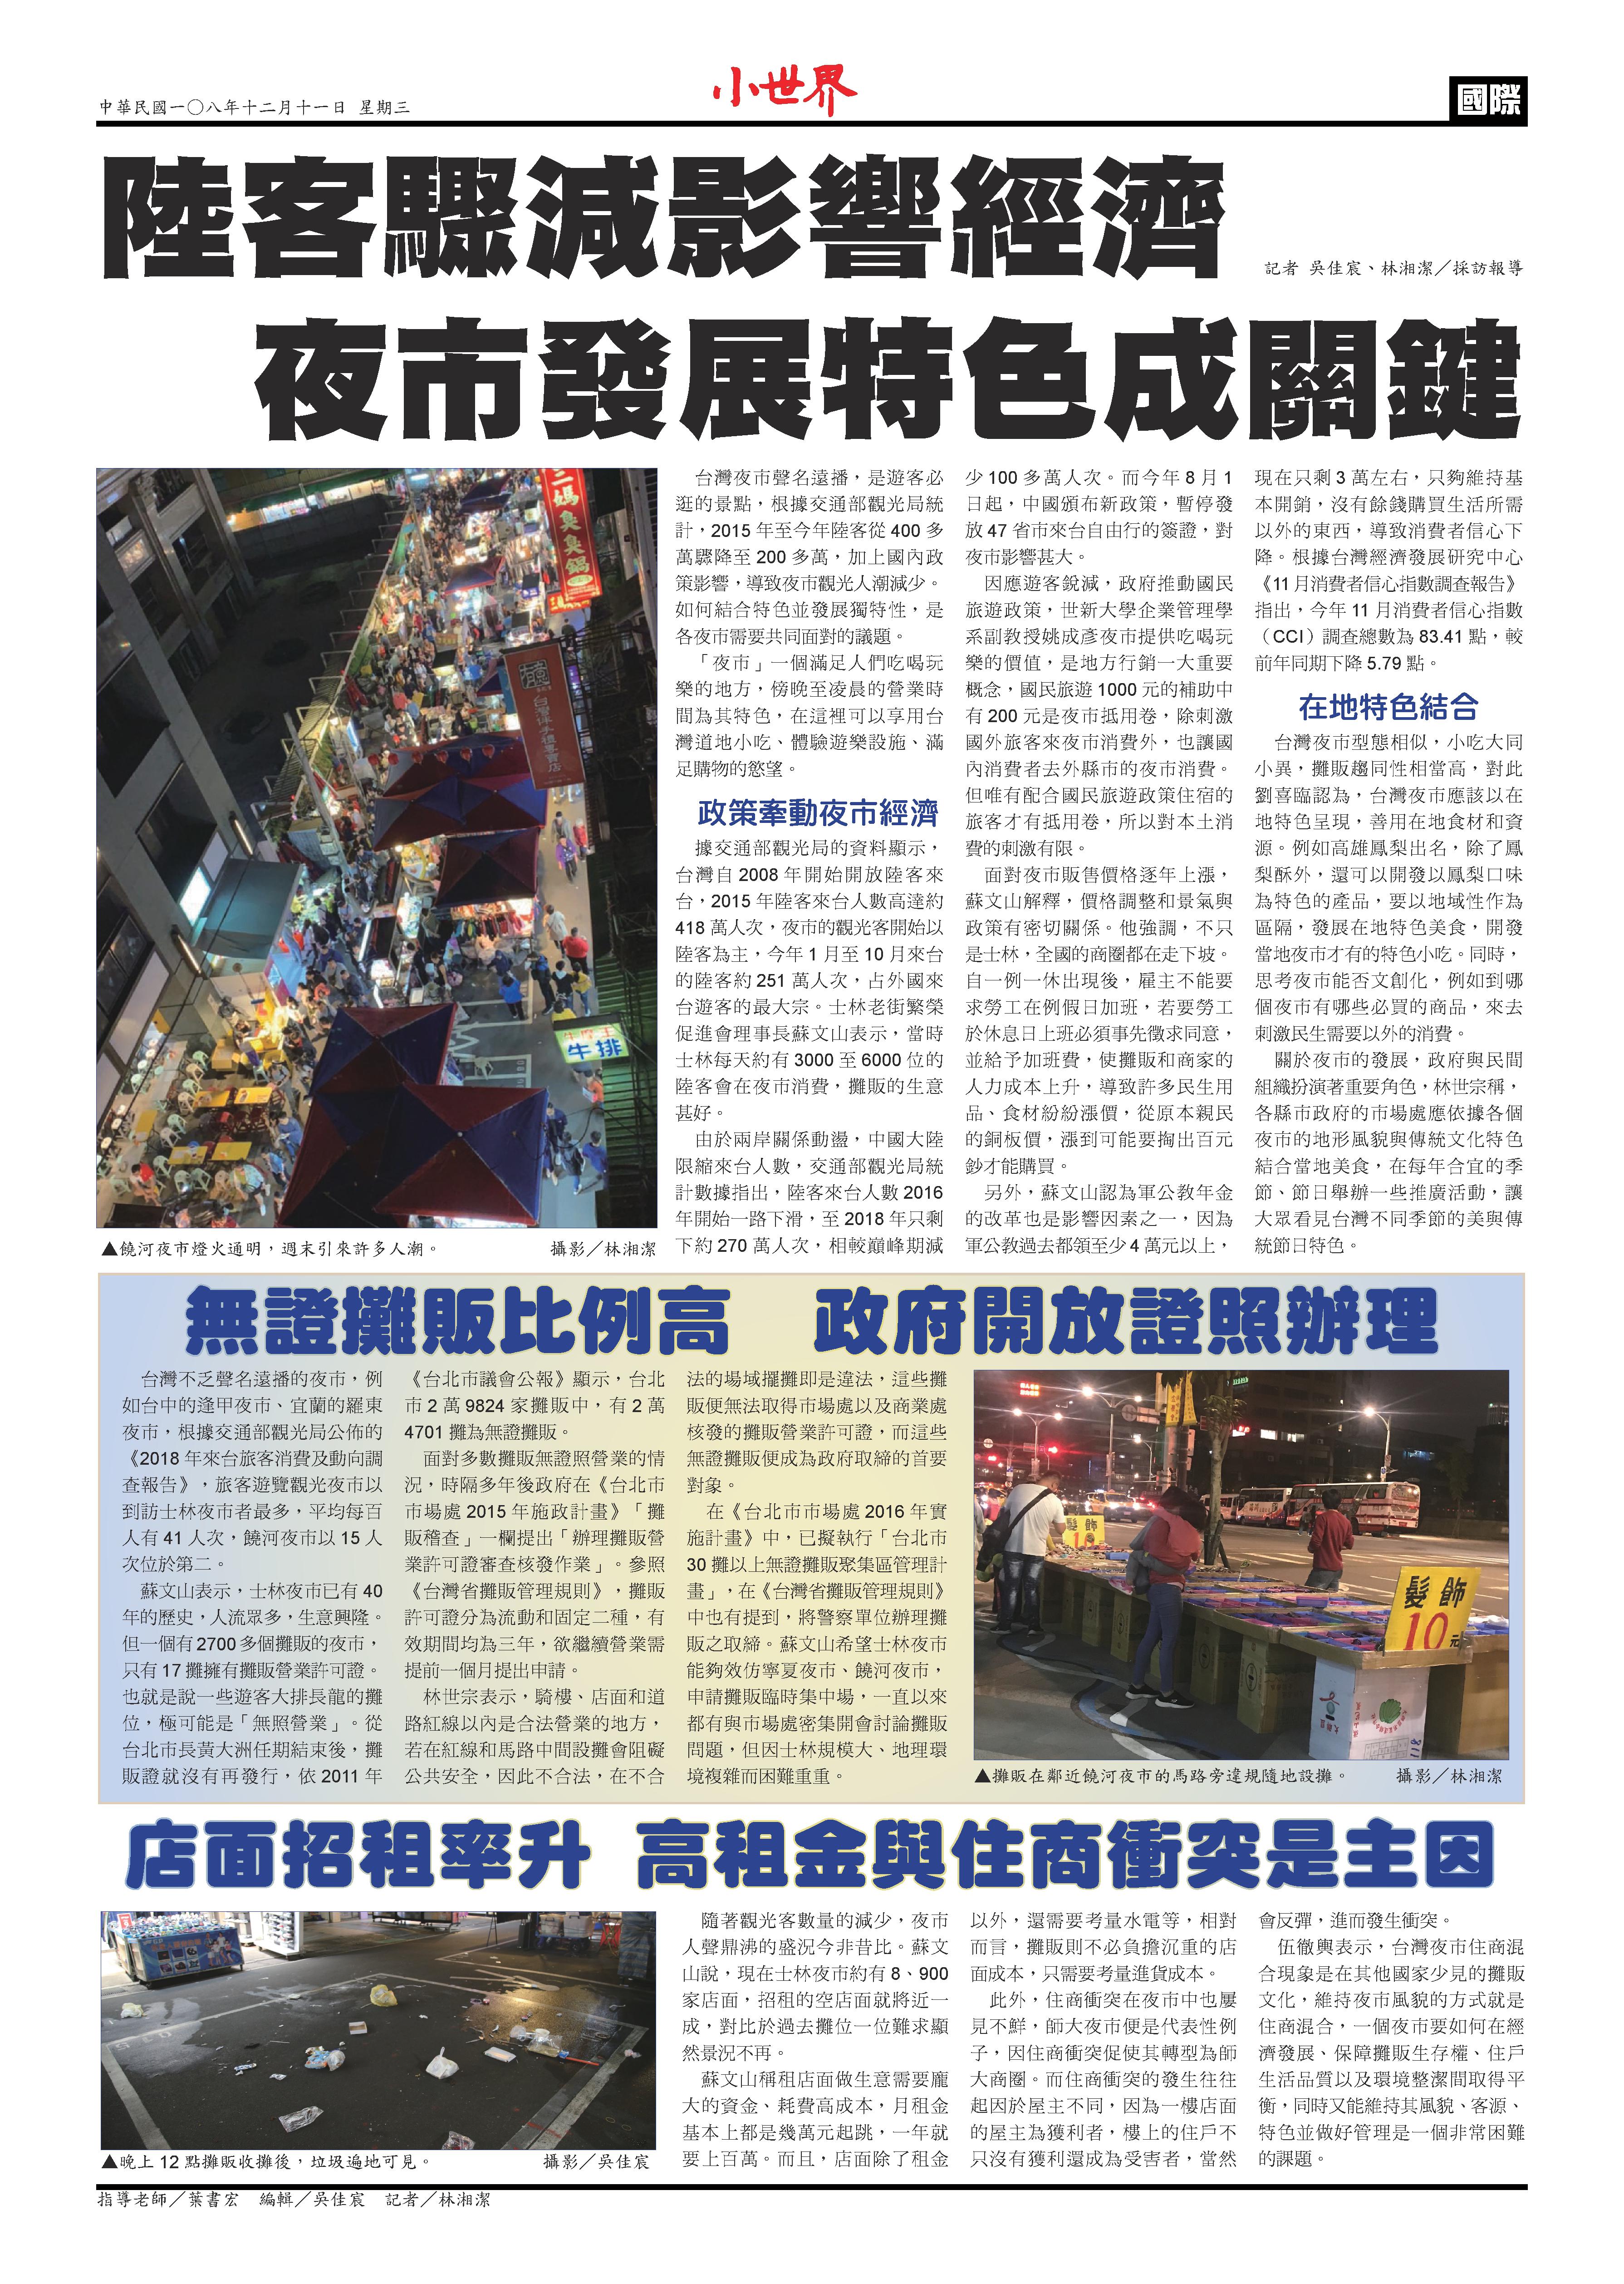 中華民國一〇八年十二月十一日 星期三
小世界
國際
陸客驟減影響經濟
記者 吳佳宸、林湘潔／採訪報導
夜市發展特色成關鍵
台灣夜市聲名遠播，是遊客必
逛的景點，根據交通部觀光局統
計，2015 年至今年陸客從 400 多
萬驟降至 200 多萬，加上國內政
策影響，導致夜市觀光人潮減少。
如何結合特色並發展獨特性，是
各夜市需要共同面對的議題。
「夜市」一個滿足人們吃喝玩
樂的地方，傍晚至凌晨的營業時
間為其特色，在這裡可以享用台
灣道地小吃、體驗遊樂設施、滿
足購物的慾望。
政策牽動夜市經濟
據交通部觀光局的資料顯示，
台灣自 2008 年開始開放陸客來
台，2015 年陸客來台人數高達約
418 萬人次，夜市的觀光客開始以
陸客為主，今年 1 月至 10 月來台
的陸客約 251 萬人次，占外國來
台遊客的最大宗。士林老街繁榮
促進會理事長蘇文山表示，當時
士林每天約有 3000 至 6000 位的
陸客會在夜市消費，攤販的生意
甚好。
由於兩岸關係動盪，中國大陸
限縮來台人數，交通部觀光局統
計數據指出，陸客來台人數 2016
年開始一路下滑，至 2018 年只剩
下約 270 萬人次，相較巔峰期減
少 100 多萬人次。而今年 8 月 1
日起，中國頒布新政策，暫停發
放 47 省市來台自由行的簽證，對
夜市影響甚大。
因應遊客銳減，政府推動國民
旅遊政策，世新大學企業管理學
系副教授姚成彥夜市提供吃喝玩
樂的價值，是地方行銷一大重要
概念，國民旅遊 1000 元的補助中
有 200 元是夜市抵用卷，除刺激
國外旅客來夜市消費外，也讓國
內消費者去外縣市的夜市消費。
但唯有配合國民旅遊政策住宿的
旅客才有抵用卷，所以對本土消
費的刺激有限。
面對夜市販售價格逐年上漲，
蘇文山解釋，價格調整和景氣與
政策有密切關係。他強調，不只
是士林，全國的商圈都在走下坡。
自一例一休出現後，雇主不能要
求勞工在例假日加班，若要勞工
於休息日上班必須事先徵求同意，
並給予加班費，使攤販和商家的
人力成本上升，導致許多民生用
品、食材紛紛漲價，從原本親民
的銅板價，漲到可能要掏出百元
鈔才能購買。
另外，蘇文山認為軍公教年金
的改革也是影響因素之一，因為
軍公教過去都領至少 4 萬元以上，
現在只剩 3 萬左右，只夠維持基
本開銷，沒有餘錢購買生活所需
以外的東西，導致消費者信心下
降。根據台灣經濟發展研究中心
《11 月消費者信心指數調查報告》
指出，今年 11 月消費者信心指數
（CCI）調查總數為 83.41 點，較
前年同期下降 5.79 點。
在地特色結合
台灣夜市型態相似，小吃大同
小異，攤販趨同性相當高，對此
劉喜臨認為，台灣夜市應該以在
地特色呈現，善用在地食材和資
源。例如高雄鳳梨出名，除了鳳
梨酥外，還可以開發以鳳梨口味
為特色的產品，要以地域性作為
區隔，發展在地特色美食，開發
當地夜市才有的特色小吃。同時，
思考夜市能否文創化，例如到哪
個夜市有哪些必買的商品，來去
刺激民生需要以外的消費。
關於夜市的發展，政府與民間
組織扮演著重要角色，林世宗稱，
各縣市政府的市場處應依據各個
夜市的地形風貌與傳統文化特色
結合當地美食，在每年合宜的季
節、節日舉辦一些推廣活動，讓
大眾看見台灣不同季節的美與傳
統節日特色。
三媽臭臭鍋
牛排
▲饒河夜市燈火通明，週末引來許多人潮。 攝影／林湘潔
無證攤販比例高 政府開放證照辦理
台灣不乏聲名遠播的夜市，例
如台中的逢甲夜市、宜蘭的羅東
夜市，根據交通部觀光局公佈的
《2018 年來台旅客消費及動向調
查報告》，旅客遊覽觀光夜市以
到訪士林夜市者最多，平均每百
人有 41 人次，饒河夜市以 15 人
次位於第二。
蘇文山表示，士林夜市已有 40
年的歷史，人流眾多，生意興隆。
但一個有 2700 多個攤販的夜市，
只有 17 攤擁有攤販營業許可證。
也就是說一些遊客大排長龍的攤
位，極可能是「無照營業」。從
台北市長黃大洲任期結束後，攤
販證就沒有再發行，依 2011 年
《台北市議會公報》顯示，台北
市 2 萬 9824 家攤販中，有 2 萬
4701 攤為無證攤販。
面對多數攤販無證照營業的情
況，時隔多年後政府在《台北市
市場處 2015 年施政計畫》「攤
販稽查」一欄提出「辦理攤販營
業許可證審查核發作業」。參照
《台灣省攤販管理規則》，攤販
許可證分為流動和固定二種，有
效期間均為三年，欲繼續營業需
提前一個月提出申請。
林世宗表示，騎樓、店面和道
路紅線以內是合法營業的地方，
若在紅線和馬路中間設攤會阻礙
公共安全，因此不合法，在不合
法的場域擺攤即是違法，這些攤
販便無法取得市場處以及商業處
核發的攤販營業許可證，而這些
無證攤販便成為政府取締的首要
對象。
在《台北市市場處 2016 年實
施計畫》中，已擬執行「台北市
30 攤以上無證攤販聚集區管理計
畫」，在《台灣省攤販管理規則》
中也有提到，將警察單位辦理攤
販之取締。蘇文山希望士林夜市
能夠效仿寧夏夜市、饒河夜市，
申請攤販臨時集中場，一直以來
都有與市場處密集開會討論攤販
問題，但因士林規模大、地理環
境複雜而困難重重。
髮飾
10元
▲攤販在鄰近饒河夜市的馬路旁違規隨地設攤。 攝影／林湘潔
店面招租率升 高租金與住商衝突是主因
隨著觀光客數量的減少，夜市
人聲鼎沸的盛況今非昔比。蘇文
山說，現在士林夜市約有 8、900
家店面，招租的空店面就將近一
成，對比於過去攤位一位難求顯
然景況不再。
蘇文山稱租店面做生意需要龐
大的資金、耗費高成本，月租金
基本上都是幾萬元起跳，一年就
要上百萬。而且，店面除了租金
以外，還需要考量水電等，相對
而言，攤販則不必負擔沉重的店
面成本，只需要考量進貨成本。
此外，住商衝突在夜市中也屢
見不鮮，師大夜市便是代表性例
子，因住商衝突促使其轉型為師
大商圈。而住商衝突的發生往往
起因於屋主不同，因為一樓店面
的屋主為獲利者，樓上的住戶不
只沒有獲利還成為受害者，當然
會反彈，進而發生衝突。
伍徹興表示，台灣夜市住商混
合現象是在其他國家少見的攤販
文化，維持夜市風貌的方式就是
住商混合，一個夜市要如何在經
濟發展、保障攤販生存權、住戶
生活品質以及環境整潔間取得平
衡，同時又能維持其風貌、客源、
特色並做好管理是一個非常困難
的課題。
▲晚上 12 點攤販收攤後，垃圾遍地可見。 攝影／吳佳宸
指導老師／葉書宏 編輯／吳佳宸 記者／林湘潔